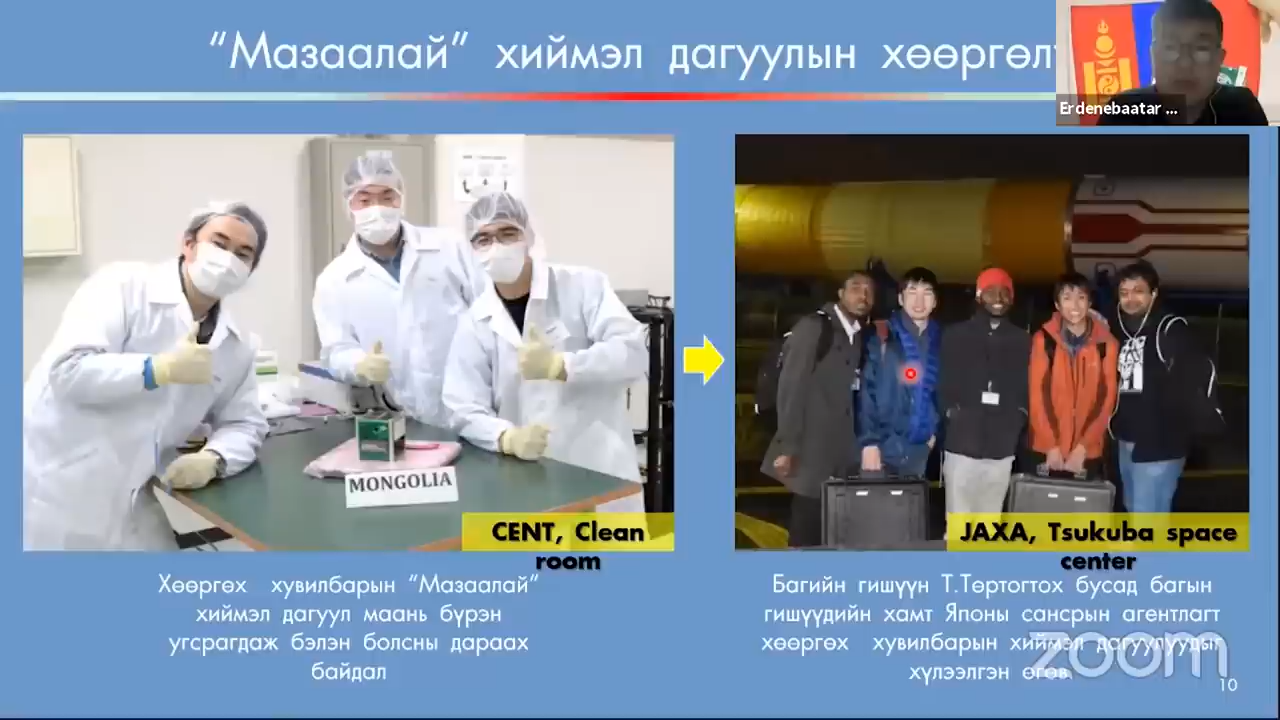 “Мазаалай” хиймэл дагуулын
Erdenebaatar ...
MONGOLIA
CENT, Clean
room
JAXA, Tsukuba space
center
Хөөргөх хувилбарын “Мазаалай”
хиймэл дагуул маань бүрэн
угсрагдаж бэлэн болсны дараах
байдал
Багийн гишүүн Т.Төртогтох бусад багын
гишүүдийн хамт Японы сансрын агентлагт
хөөргөх хувилбарын хиймэл дагуулуудыг
хүлээлгэн өгөв
zoom
10